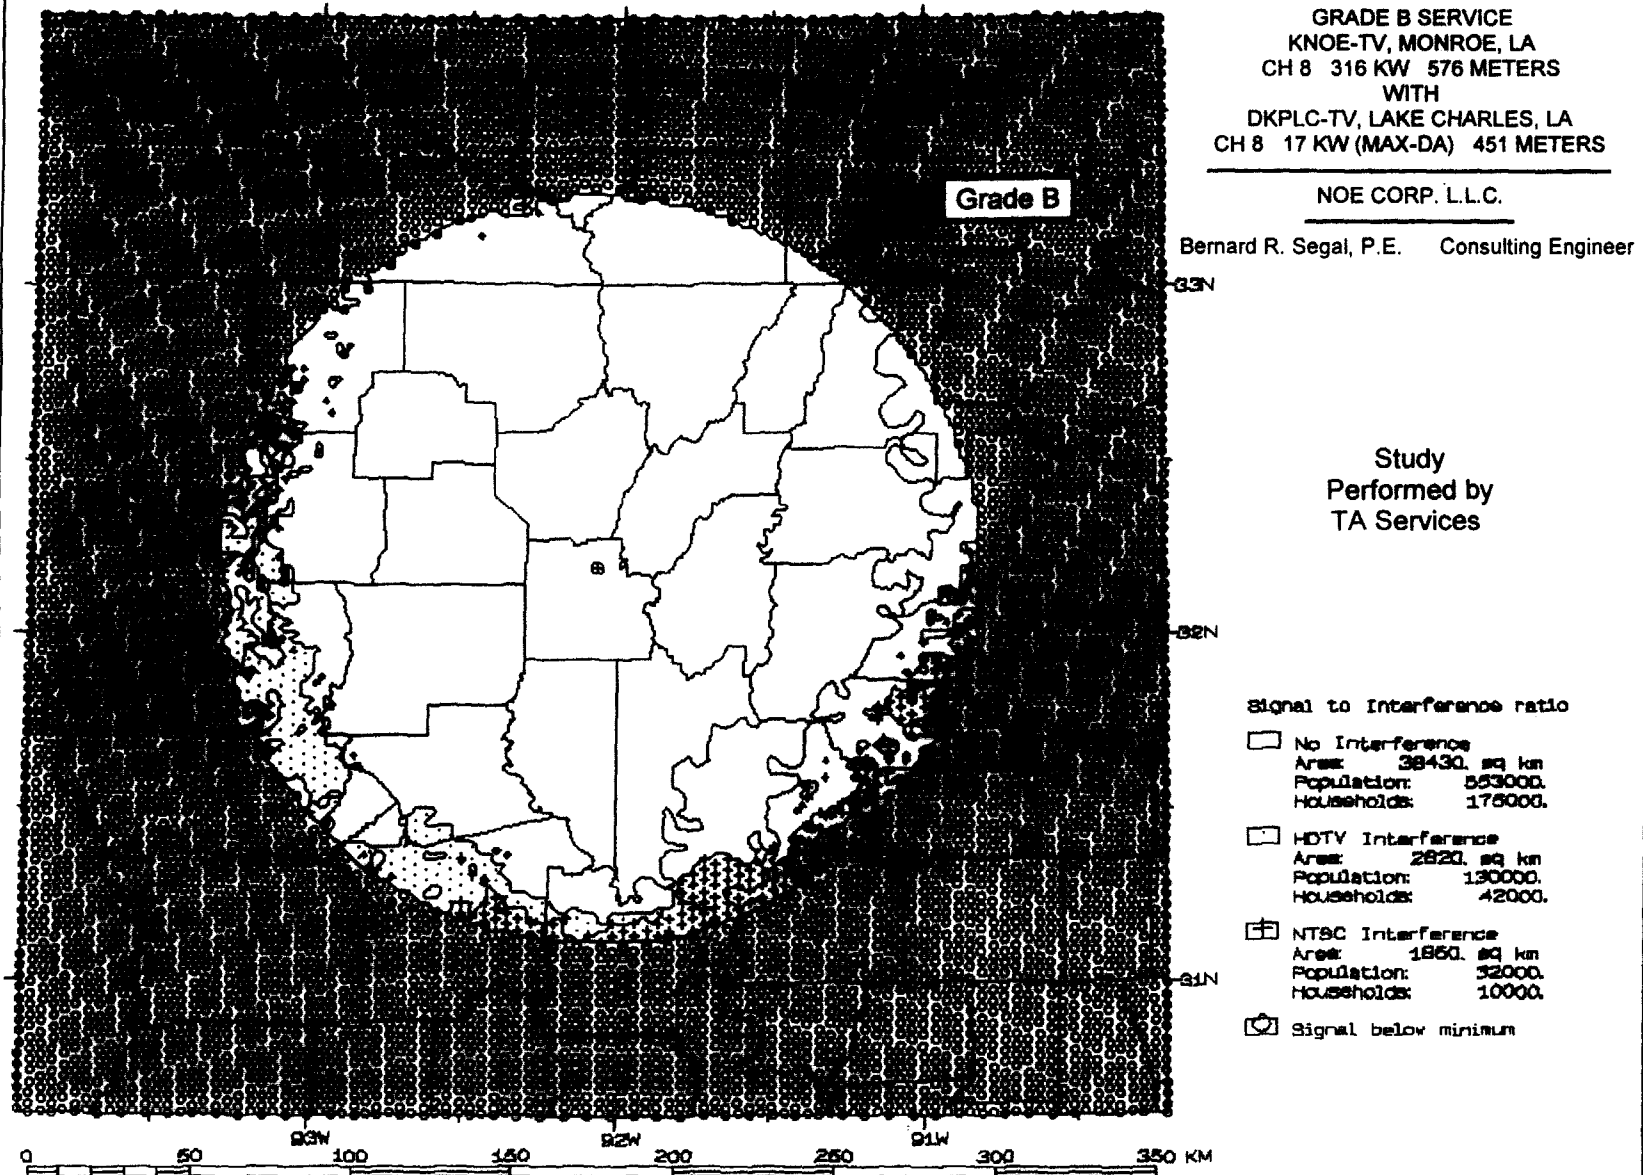 GRADE B SERVICE
KNOE-TV, MONROE, LA
CH 8 316 KW 576 METERS
WITH
DKPLC-TV, LAKE CHARLES, LA
CH 8 17 KW (MAX-DA) 451 METERS
NOE CORP. L.L.C.
Bernard R. Segal, P.E. Consulting Engineer
Grade B
33N
Study
Performed by
TA Services
32N
Signal to Interference ratio
No Interference
Area: 38430. sq km
Population: 553000.
Households: 175000.
HDTV Interference
Area: 2820. sq km
Population: 130000.
Households: 42000.
NTSC Interference
Area: 1860. sq km
Population: 32000.
Households: 10000.
31N
Signal below minimum
93W 92W 91W
0 50 100 150 200 250 300 350 KM